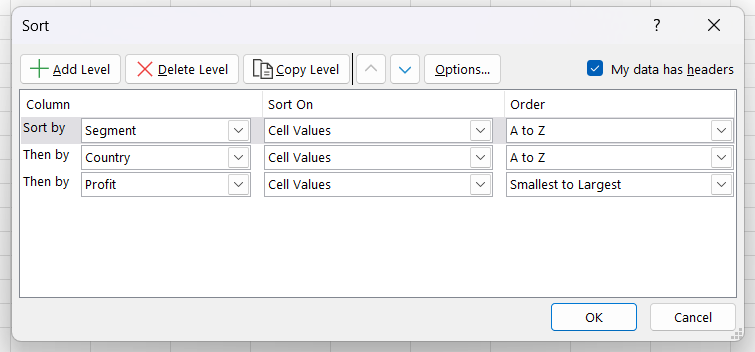 Sort ?
Add Level Delete Level Copy Level Options... My data has headers
Column Sort On Order
Sort by Segment Cell Values A to Z
Then by Country Cell Values A to Z
Then by Profit Cell Values Smallest to Largest
OK Cancel